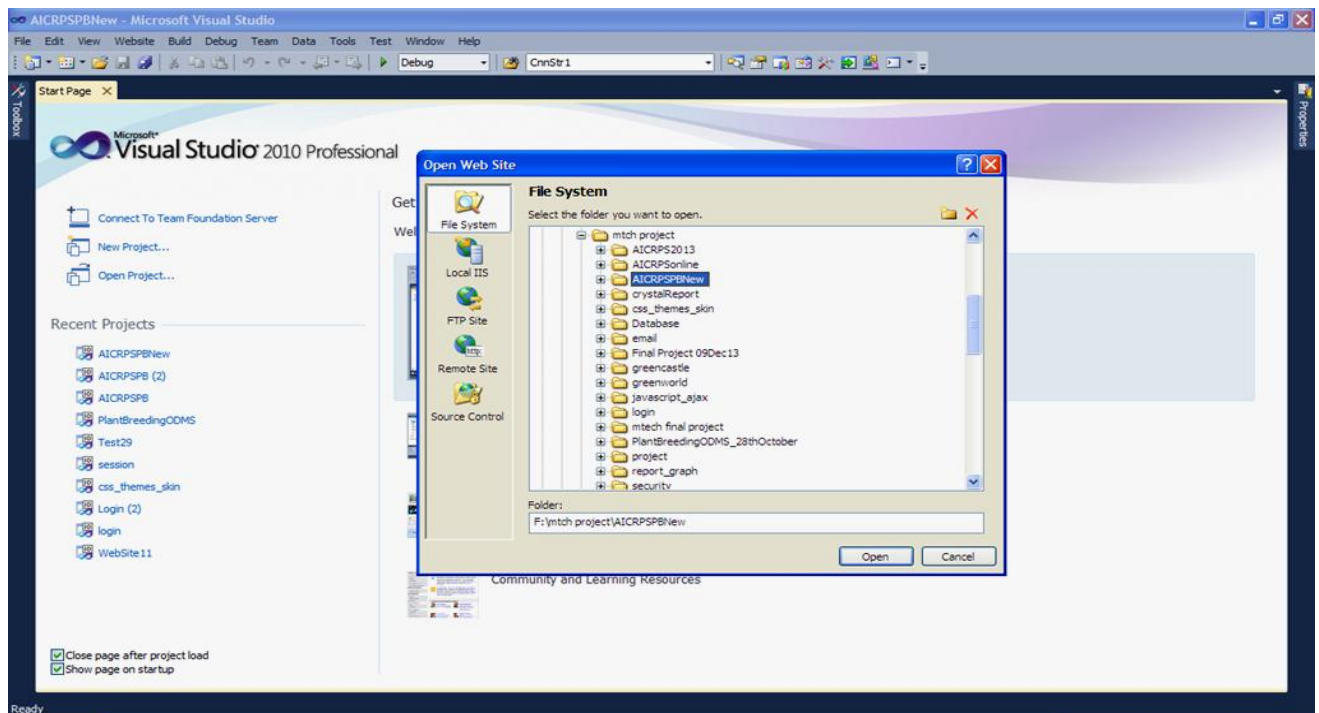 AICRPSPBNew - Microsoft Visual Studio
File Edit View Website Build Debug Team Data Tools Test Window Help
Debug CnnStr1
Start Page
Toolbox
Properties
Microsoft
Visual Studio 2010 Professional
Connect To Team Foundation Server
New Project...
Open Project...
Recent Projects
AICRPSPBNew
AICRPSPB (2)
AICRPSPB
PlantBreedingODMS
Test29
session
css_themes_skin
Login (2)
login
WebSite11
Close page after project load
Show page on startup
Get
Wel
Open Web Site
File System
Local IIS
FTP Site
Remote Site
Source Control
File System
Select the folder you want to open.
mtch project
AICRPS2013
AICRPSonline
AICRPSPBNew
crystalReport
css_themes_skin
Database
email
Final Project 09Dec13
greencastle
greenworld
javascript_ajax
login
mtech final project
PlantBreedingODMS_28thOctober
project
report_graph
security
Folder:
F:\mtch project\AICRPSPBNew
Open Cancel
Community and Learning Resources
Ready